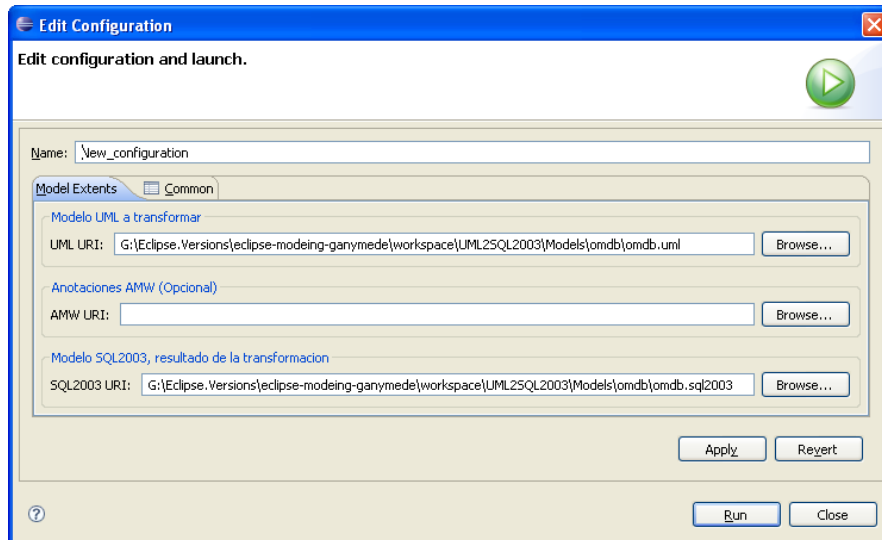 Edit Configuration
Edit configuration and launch.
Name: New_configuration
Model Extents Common
Modelo UML a transformar
UML URI: G:\Eclipse.Versions\eclipse-modeing-ganymede\workspace\UML2SQL2003\Models\omdb\omdb.uml Browse...
Anotaciones AMW (Opcional)
AMW URI: Browse...
Modelo SQL2003, resultado de la transformacion
SQL2003 URI: G:\Eclipse.Versions\eclipse-modeing-ganymede\workspace\UML2SQL2003\Models\omdb\omdb.sql2003 Browse...
Apply Revert
? Run Close